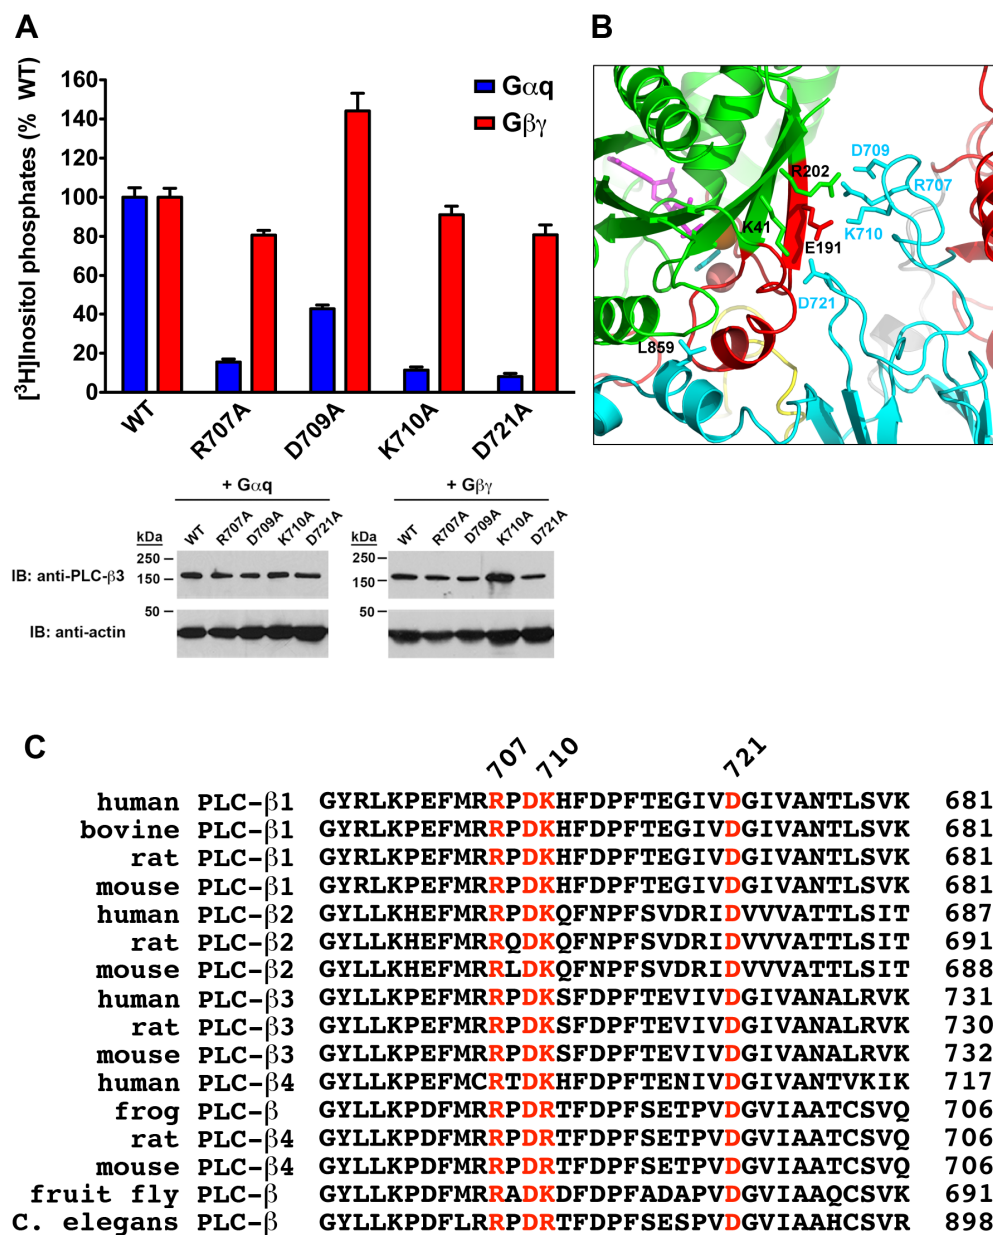 A
[³H]Inositol phosphates (% WT)
160
140
120
100
80
60
40
20
0
Gαq
Gβγ
WT
R707A
D709A
K710A
D721A
+ Gαq
+ Gβγ
kDa
WT
R707A
D709A
K710A
D721A
kDa
WT
R707A
D709A
K710A
D721A
250
150
250
150
IB: anti-PLC-β3
50
50
IB: anti-actin
B
D709
R202
R707
K41
K710
E191
D721
L859
C
707
710
721
human PLC-β1 GYRLKPEFMRRPDKHFDPFTEGIVDGIVANTLSVK 681
bovine PLC-β1 GYRLKPEFMRRPDKHFDPFTEGIVDGIVANTLSVK 681
rat PLC-β1 GYRLKPEFMRRPDKHFDPFTEGIVDGIVANTLSVK 681
mouse PLC-β1 GYRLKPEFMRRPDKHFDPFTEGIVDGIVANTLSVK 681
human PLC-β2 GYLLKHEFMRRPDKQFNPFSVDRIDVVVATTLSIT 687
rat PLC-β2 GYLLKHEFMRRQDKQFNPFSVDRIDVVVATTLSIT 691
mouse PLC-β2 GYLLKHEFMRRLDKQFNPFSVDRIDVVVATTLSIT 688
human PLC-β3 GYLLKPEFMRRPDKSFDPFTEVIVDGIVANALRVK 731
rat PLC-β3 GYLLKPEFMRRPDKSFDPFTEVIVDGIVANALRVK 730
mouse PLC-β3 GYLLKPEFMRRPDKSFDPFTEVIVDGIVANALRVK 732
human PLC-β4 GYLLKPEFMCRTDKHFDPFTENIVDGIVANTVKIK 717
frog PLC-β GYLLKPDFMRRPDRTFDPFSETPVDGVIAATCSVQ 706
rat PLC-β4 GYLLKPDFMRRPDRTFDPFSETPVDGVIAATCSVQ 706
mouse PLC-β4 GYLLKPDFMRRPDRTFDPFSETPVDGVIAATCSVQ 706
fruit fly PLC-β GYLLKPDFMRRADKDFDPFADAPVDGVIAAQCSVK 691
C. elegans PLC-β GYLLKPDFLRRPDRTFDPFSESPVDGVIAAHCSVR 898